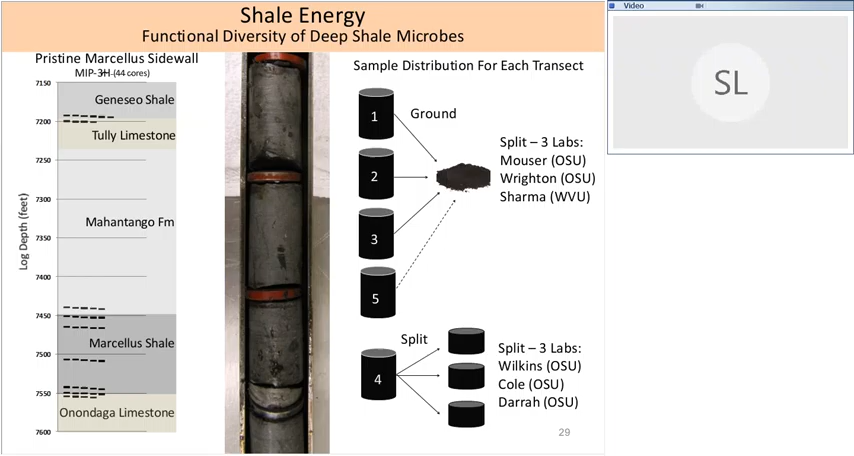 Shale Energy
Functional Diversity of Deep Shale Microbes
Pristine Marcellus Sidewall
MIP-3H (44 cores)
Log Depth (feet)
7150
7200
7250
7300
7350
7400
7450
7500
7550
7600
Geneseo Shale
Tully Limestone
Mahantango Fm
Marcellus Shale
Onondaga Limestone
Sample Distribution For Each Transect
1
2
3
5
Ground
Split – 3 Labs:
Mouser (OSU)
Wrighton (OSU)
Sharma (WVU)
4
Split
Split – 3 Labs:
Wilkins (OSU)
Cole (OSU)
Darrah (OSU)
29
Video
SL